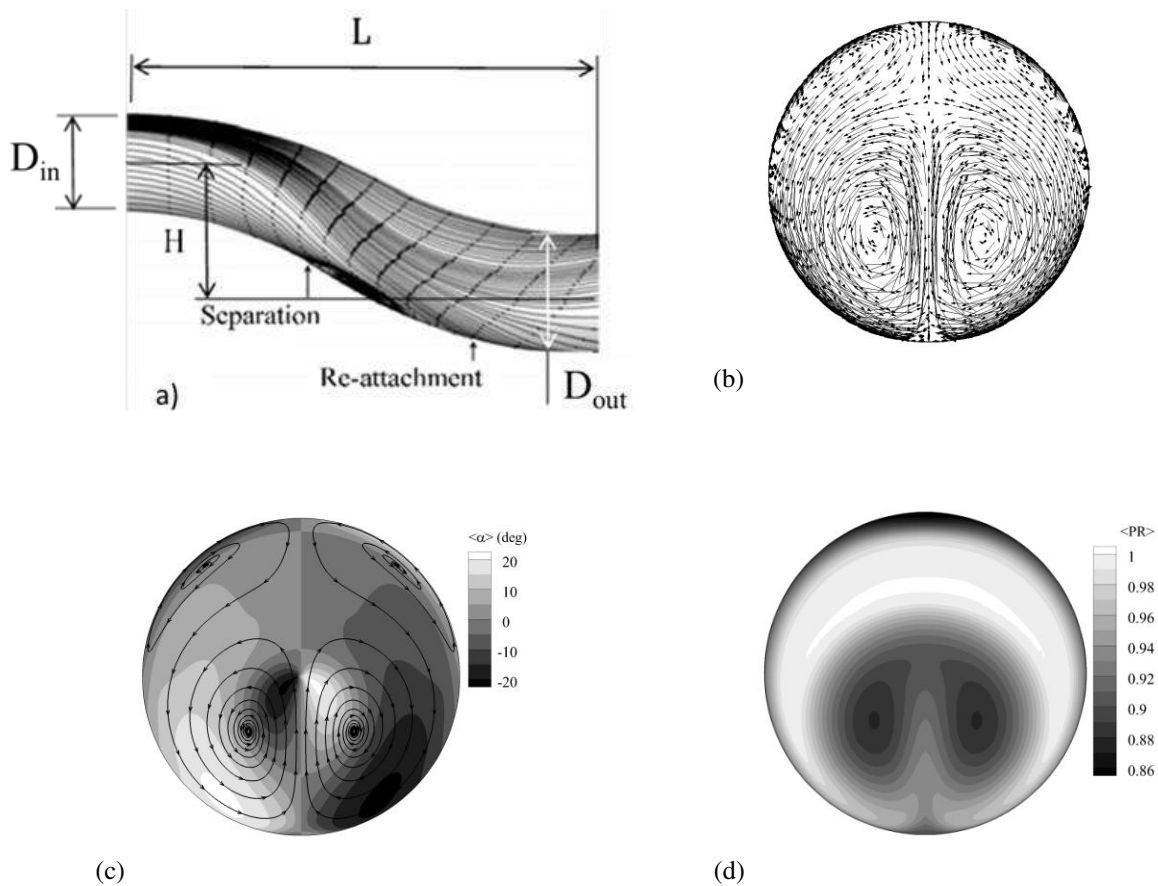 L
D_in
H
Separation
Re-attachment
D_out
a)
(b)
<α> (deg)
20
10
0
-10
-20
(c)
<PR>
1
0.98
0.96
0.94
0.92
0.9
0.88
0.86
(d)